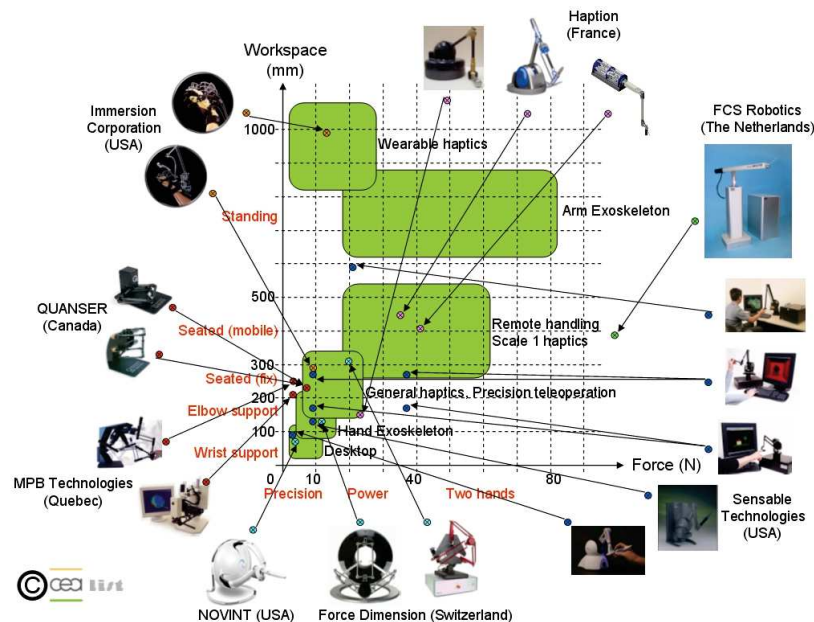 Haption
(France)
Workspace
(mm)
Immersion
Corporation
(USA)
FCS Robotics
(The Netherlands)
1000
Wearable haptics
Standing
Arm Exoskeleton
QUANSER
(Canada)
500
Seated (mobile)
Remote handling
Scale 1 haptics
300
Seated (fix)
General haptics, Precision teleoperation
200
Elbow support
100
Hand Exoskeleton
Wrist support
Desktop
0
10
20
40
60
80
Force (N)
Precision
Power
Two hands
MPB Technologies
(Quebec)
Sensable
Technologies
(USA)
NOVINT (USA)
Force Dimension (Switzerland)
© cea list